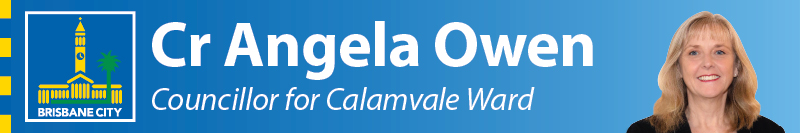 Cr Angela Owen
Councillor for Calamvale Ward
BRISBANE CITY